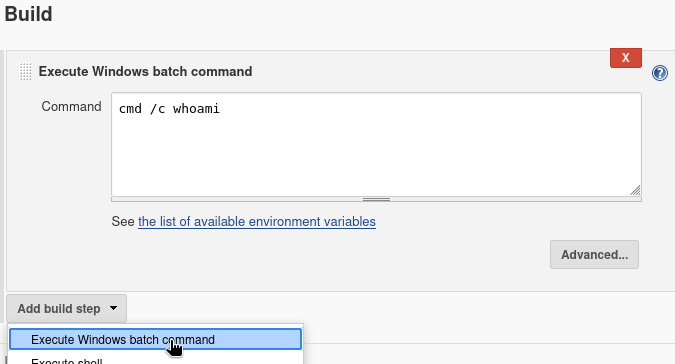 Build
X
Execute Windows batch command
?
Command
cmd /c whoami
See the list of available environment variables
Advanced...
Add build step
Execute Windows batch command
Execute shell